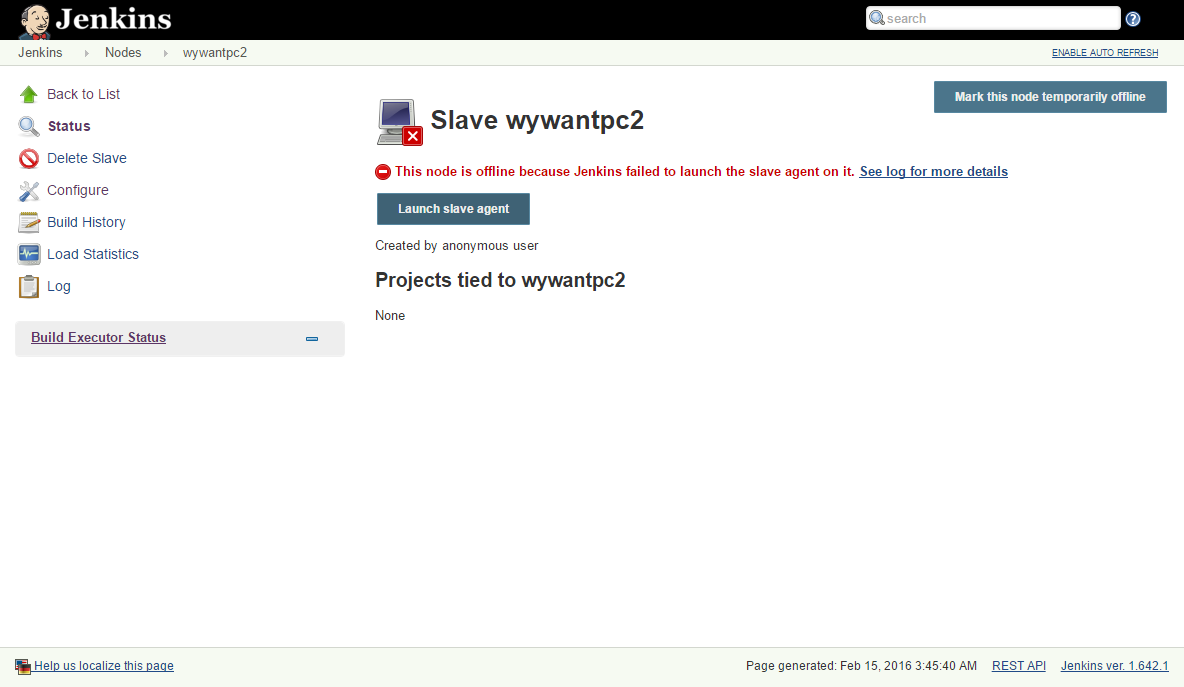 Jenkins
search
Jenkins Nodes wywantpc2
ENABLE AUTO REFRESH
Back to List
Status
Delete Slave
Configure
Build History
Load Statistics
Log
Build Executor Status
Mark this node temporarily offline
Slave wywantpc2
This node is offline because Jenkins failed to launch the slave agent on it. See log for more details
Launch slave agent
Created by anonymous user
Projects tied to wywantpc2
None
Help us localize this page
Page generated: Feb 15, 2016 3:45:40 AM REST API Jenkins ver. 1.642.1